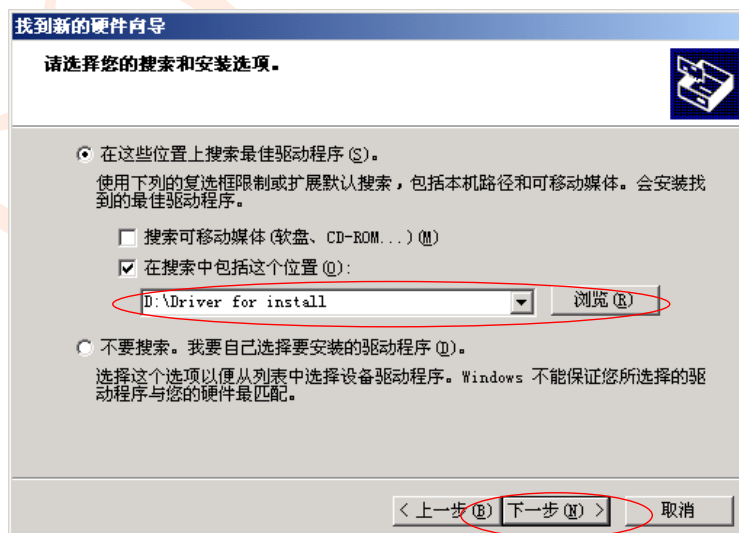 找到新的硬件向导
请选择您的搜索和安装选项。
在这些位置上搜索最佳驱动程序(S)。
使用下列的复选框限制或扩展默认搜索，包括本机路径和可移动媒体。会安装找
到的最佳驱动程序。
搜索可移动媒体(软盘、CD-ROM...)(M)
在搜索中包括这个位置(O):
D:\Driver for install
浏览(R)
不要搜索。我要自己选择要安装的驱动程序(D)。
选择这个选项以便从列表中选择设备驱动程序。Windows 不能保证您所选择的驱
动程序与您的硬件最匹配。
< 上一步(B) 下一步(N) > 取消